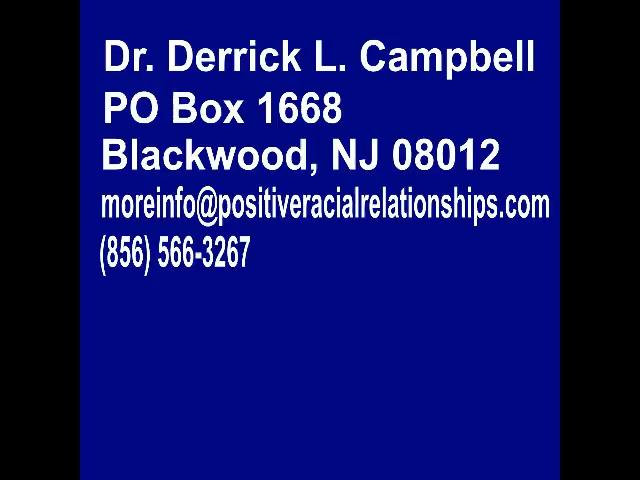 Dr. Derrick L. Campbell
PO Box 1668
Blackwood, NJ 08012
moreinfo@positiveracialrelationships.com
(856) 566-3267